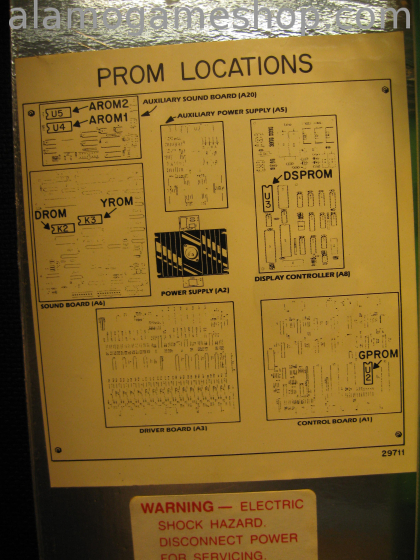 alamogameshop.com
PROM LOCATIONS
U5
AROM2
AUXILIARY SOUND BOARD (A20)
U4
AROM1
AUXILIARY POWER SUPPLY (A5)
DSPROM
U3
DROM
YROM
K2
K3
DISPLAY CONTROLLER (A8)
POWER SUPPLY (A2)
SOUND BOARD (A6)
GPROM
U2
DRIVER BOARD (A3)
CONTROL BOARD (A1)
29711
WARNING — ELECTRIC
SHOCK HAZARD.
DISCONNECT POWER
FOR SERVICING.